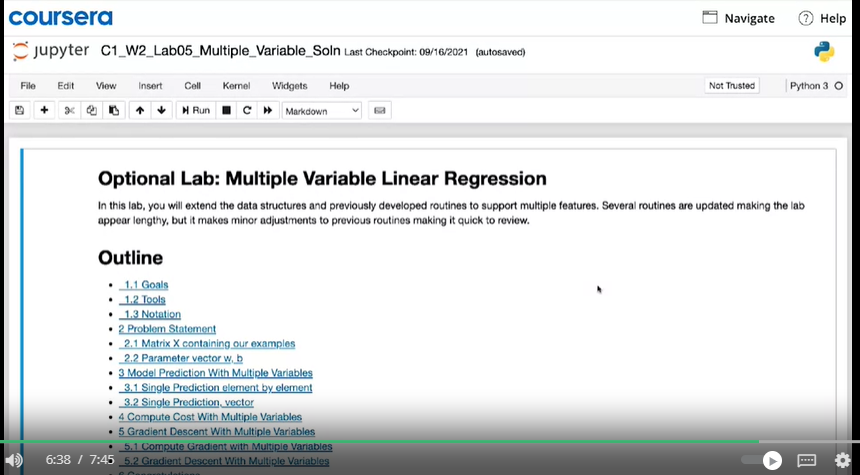 coursera
Navigate
Help
jupyter C1_W2_Lab05_Multiple_Variable_Soln Last Checkpoint: 09/16/2021 (autosaved)
File Edit View Insert Cell Kernel Widgets Help
Not Trusted
Python 3
Run
Markdown
Optional Lab: Multiple Variable Linear Regression
In this lab, you will extend the data structures and previously developed routines to support multiple features. Several routines are updated making the lab
appear lengthy, but it makes minor adjustments to previous routines making it quick to review.
Outline
1.1 Goals
1.2 Tools
1.3 Notation
2 Problem Statement
2.1 Matrix X containing our examples
2.2 Parameter vector w, b
3 Model Prediction With Multiple Variables
3.1 Single Prediction element by element
3.2 Single Prediction, vector
4 Compute Cost With Multiple Variables
5 Gradient Descent With Multiple Variables
5.1 Compute Gradient with Multiple Variables
5.2 Gradient Descent With Multiple Variables
6:38 / 7:45